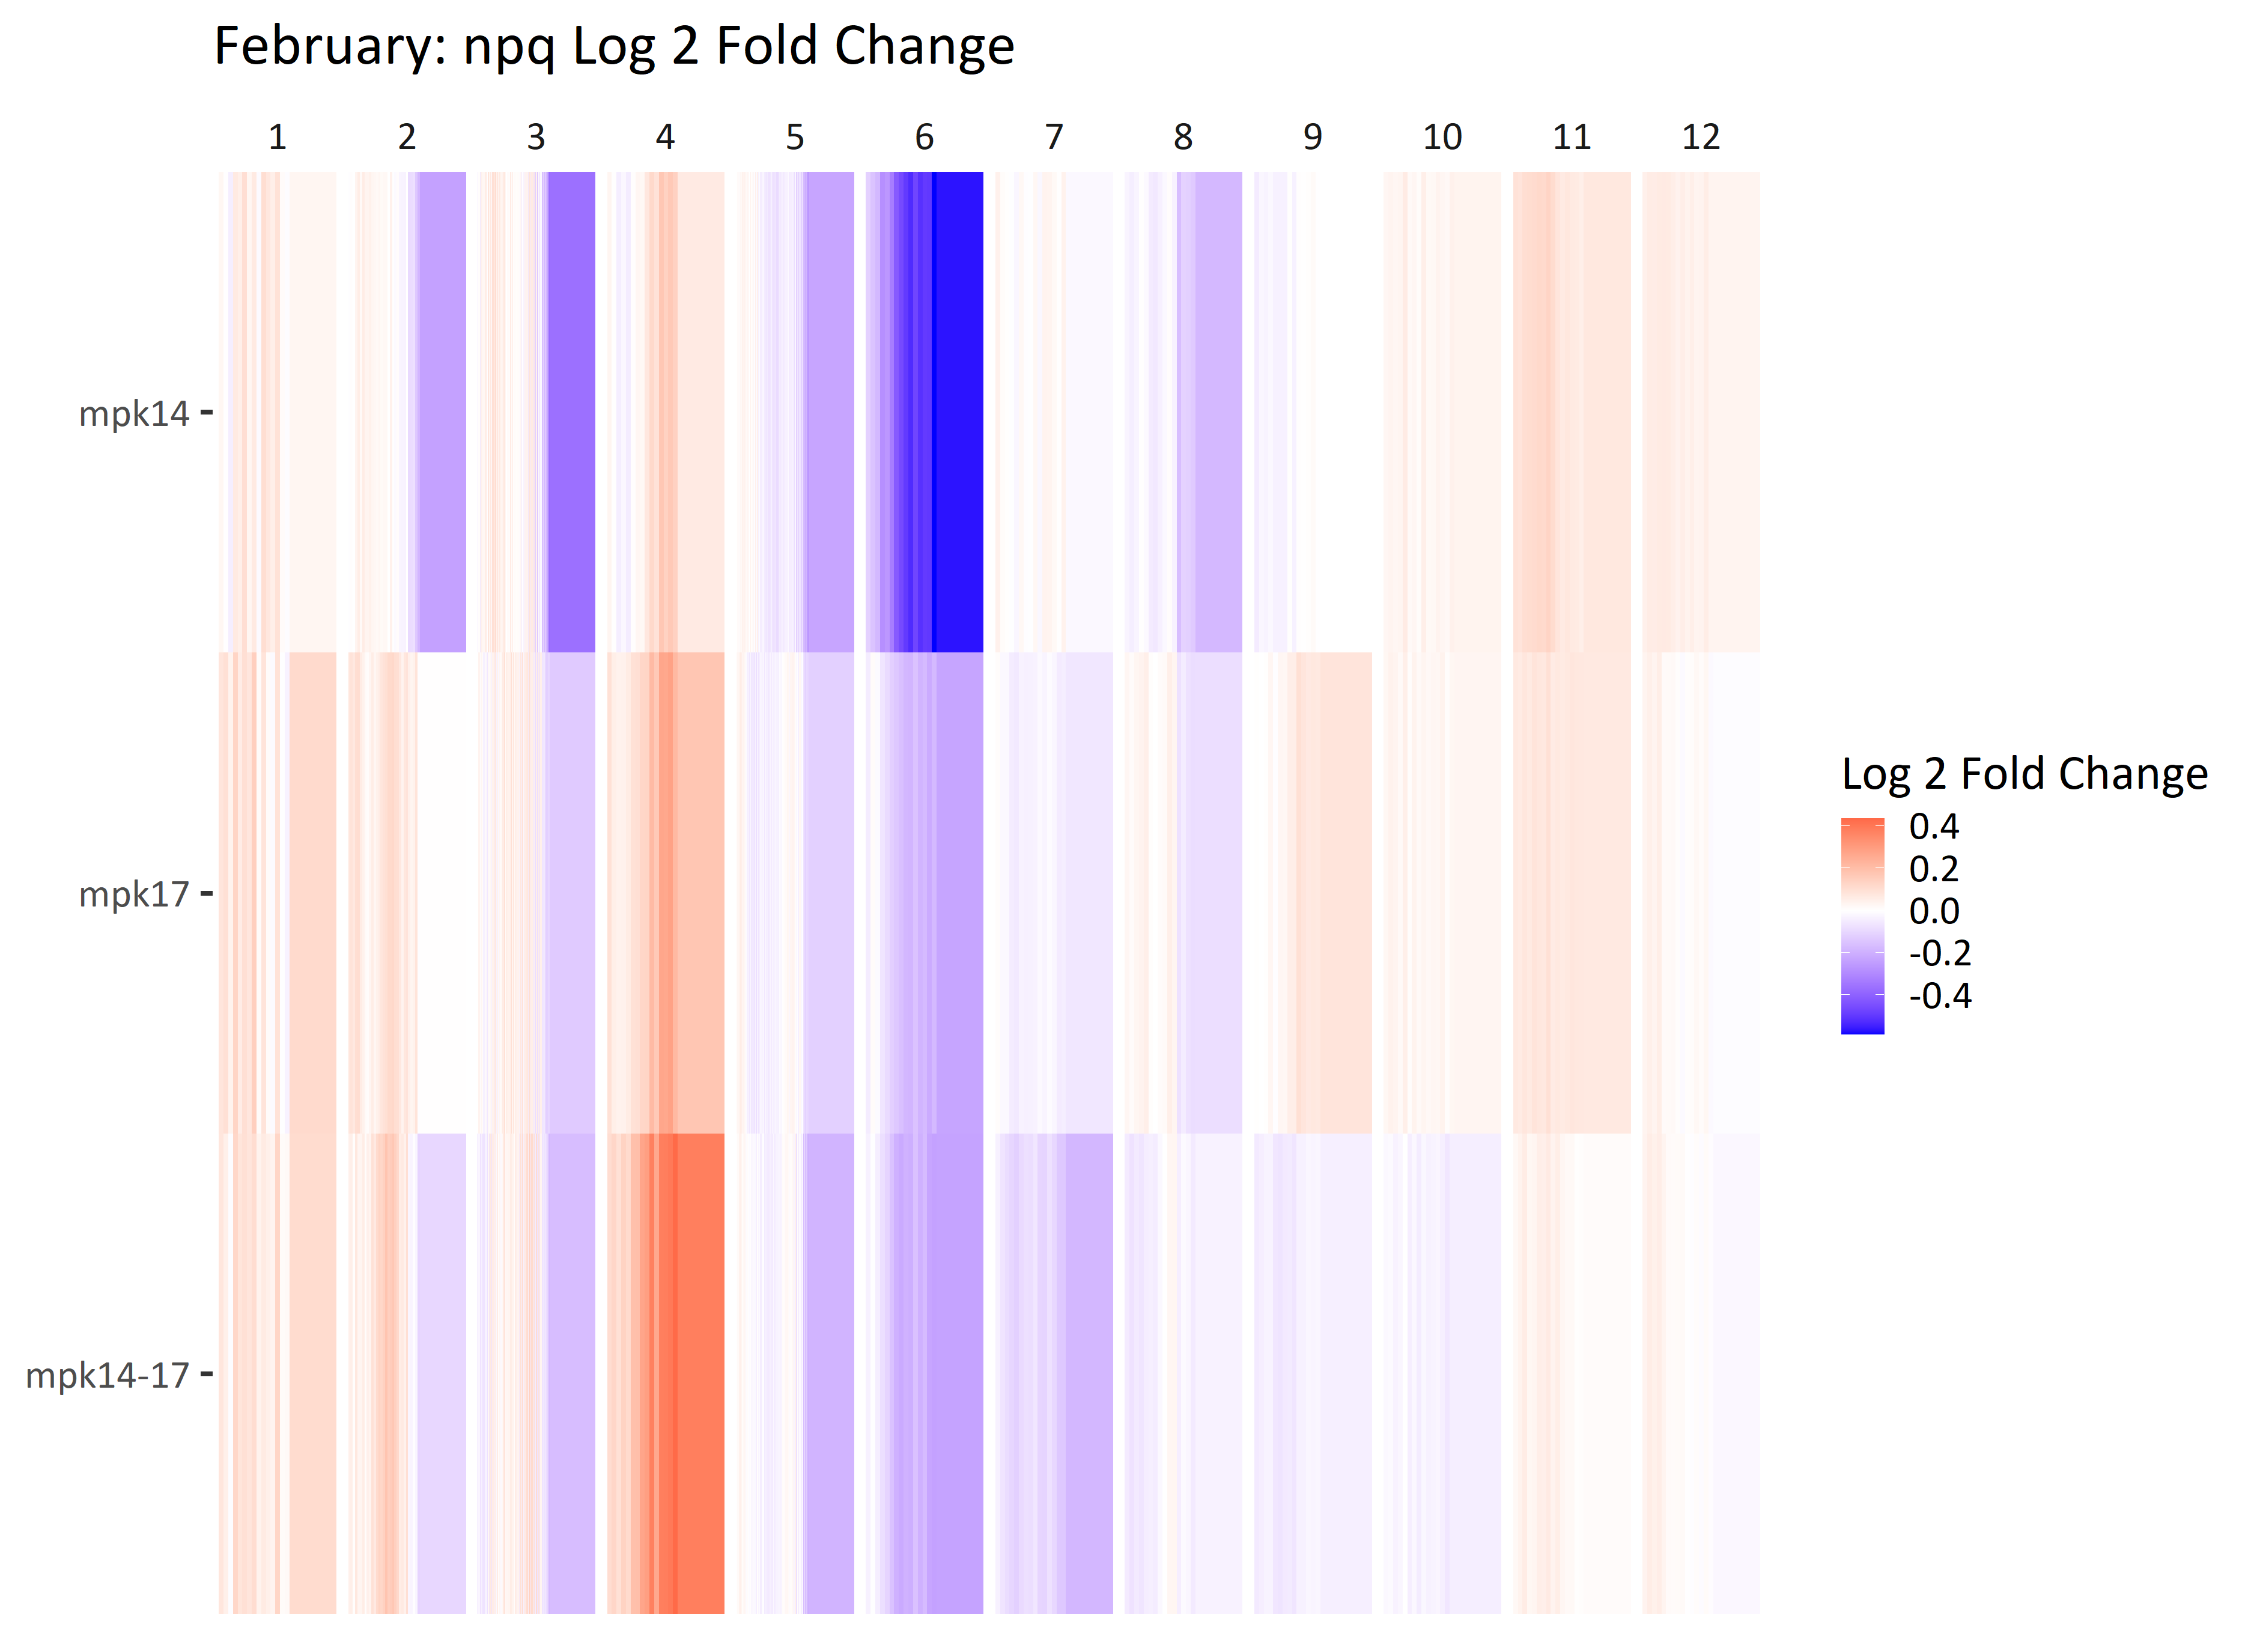 February: npq Log 2 Fold Change
1 2 3 4 5 6 7 8 9 10 11 12
mpk14
mpk17
mpk14-17
Log 2 Fold Change
0.4
0.2
0.0
-0.2
-0.4